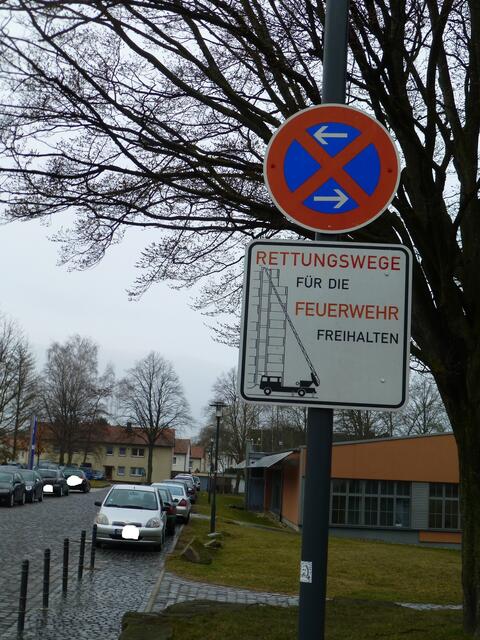 RETTUNGSWEGE
FÜR DIE
FEUERWEHR
FREIHALTEN